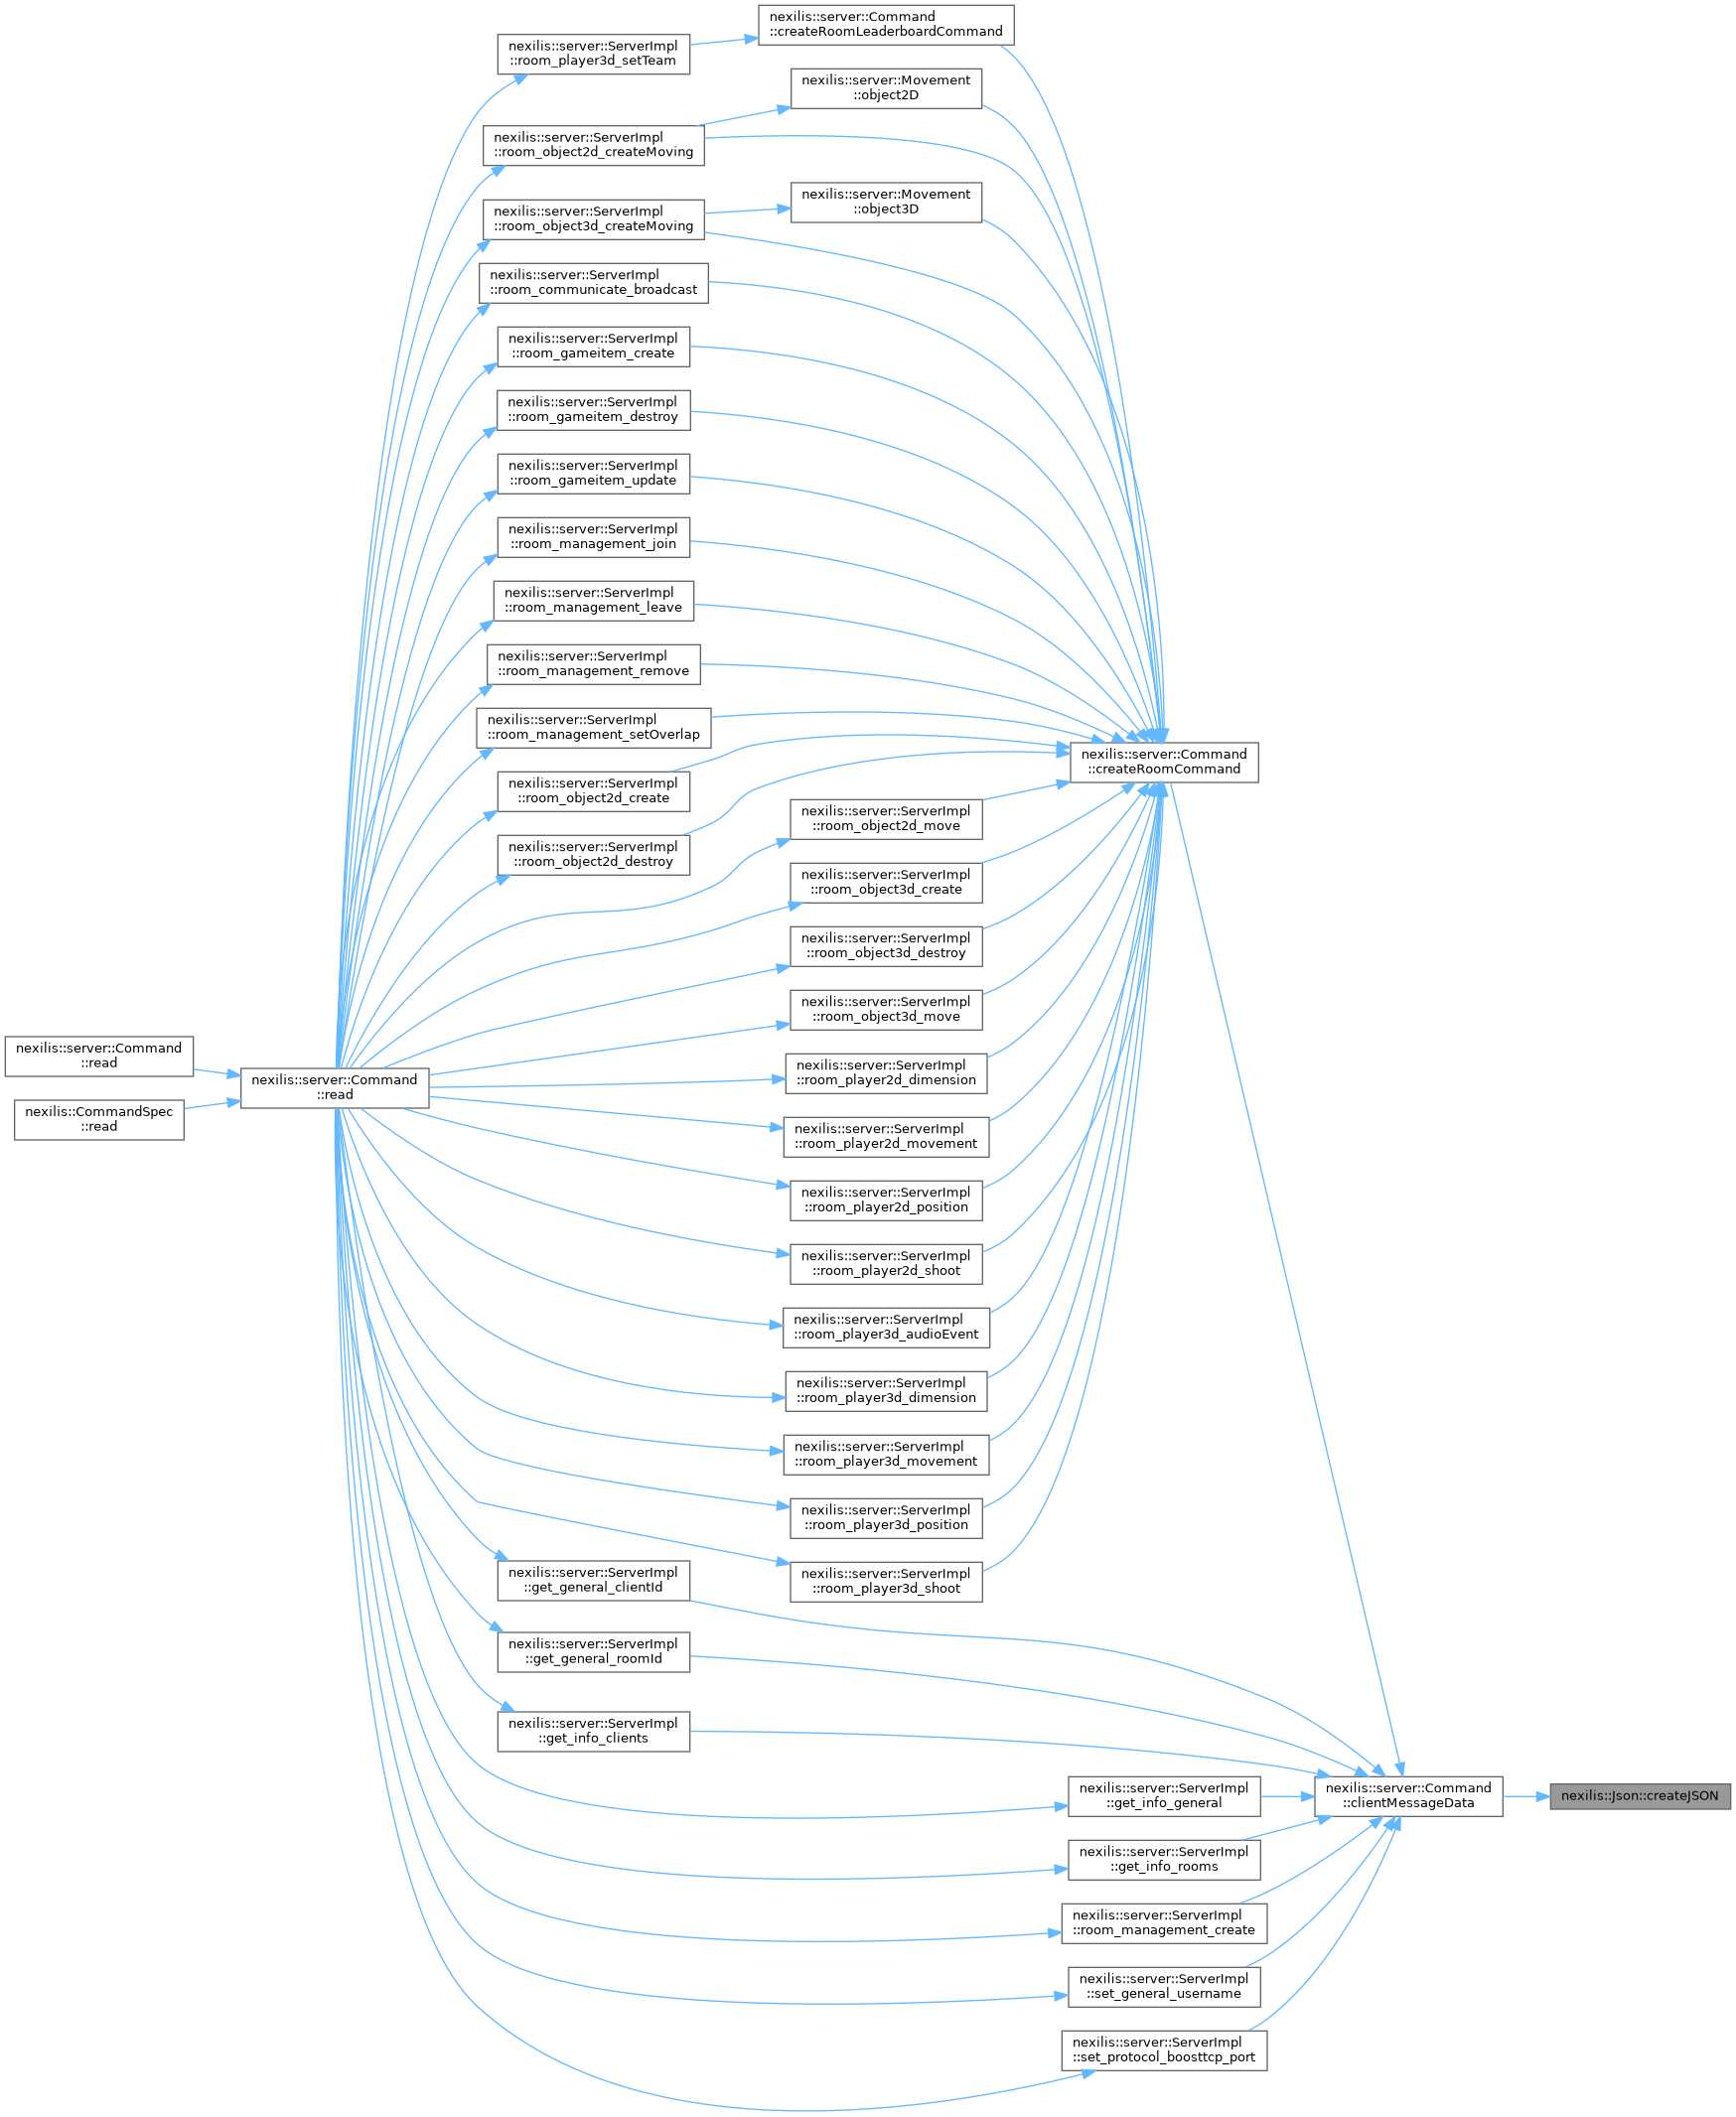 nexilis::server::Command
::createRoomLeaderboardCommand
nexilis::server::ServerImpl
::room_player3d_setTeam
nexilis::server::Movement
::object2D
nexilis::server::ServerImpl
::room_object2d_createMoving
nexilis::server::Movement
::object3D
nexilis::server::ServerImpl
::room_object3d_createMoving
nexilis::server::ServerImpl
::room_communicate_broadcast
nexilis::server::ServerImpl
::room_gameitem_create
nexilis::server::ServerImpl
::room_gameitem_destroy
nexilis::server::ServerImpl
::room_gameitem_update
nexilis::server::ServerImpl
::room_management_join
nexilis::server::ServerImpl
::room_management_leave
nexilis::server::ServerImpl
::room_management_remove
nexilis::server::ServerImpl
::room_management_setOverlap
nexilis::server::Command
::createRoomCommand
nexilis::server::ServerImpl
::room_object2d_create
nexilis::server::ServerImpl
::room_object2d_move
nexilis::server::ServerImpl
::room_object2d_destroy
nexilis::server::ServerImpl
::room_object3d_create
nexilis::server::ServerImpl
::room_object3d_destroy
nexilis::server::ServerImpl
::room_object3d_move
nexilis::server::Command
::read
nexilis::server::Command
::read
nexilis::CommandSpec
::read
nexilis::server::ServerImpl
::room_player2d_dimension
nexilis::server::ServerImpl
::room_player2d_movement
nexilis::server::ServerImpl
::room_player2d_position
nexilis::server::ServerImpl
::room_player2d_shoot
nexilis::server::ServerImpl
::room_player3d_audioEvent
nexilis::server::ServerImpl
::room_player3d_dimension
nexilis::server::ServerImpl
::room_player3d_movement
nexilis::server::ServerImpl
::room_player3d_position
nexilis::server::ServerImpl
::room_player3d_shoot
nexilis::server::ServerImpl
::get_general_clientId
nexilis::server::ServerImpl
::get_general_roomId
nexilis::server::ServerImpl
::get_info_clients
nexilis::server::ServerImpl
::get_info_general
nexilis::server::Command
::clientMessageData
nexilis::Json::createJSON
nexilis::server::ServerImpl
::get_info_rooms
nexilis::server::ServerImpl
::room_management_create
nexilis::server::ServerImpl
::set_general_username
nexilis::server::ServerImpl
::set_protocol_boosttcp_port